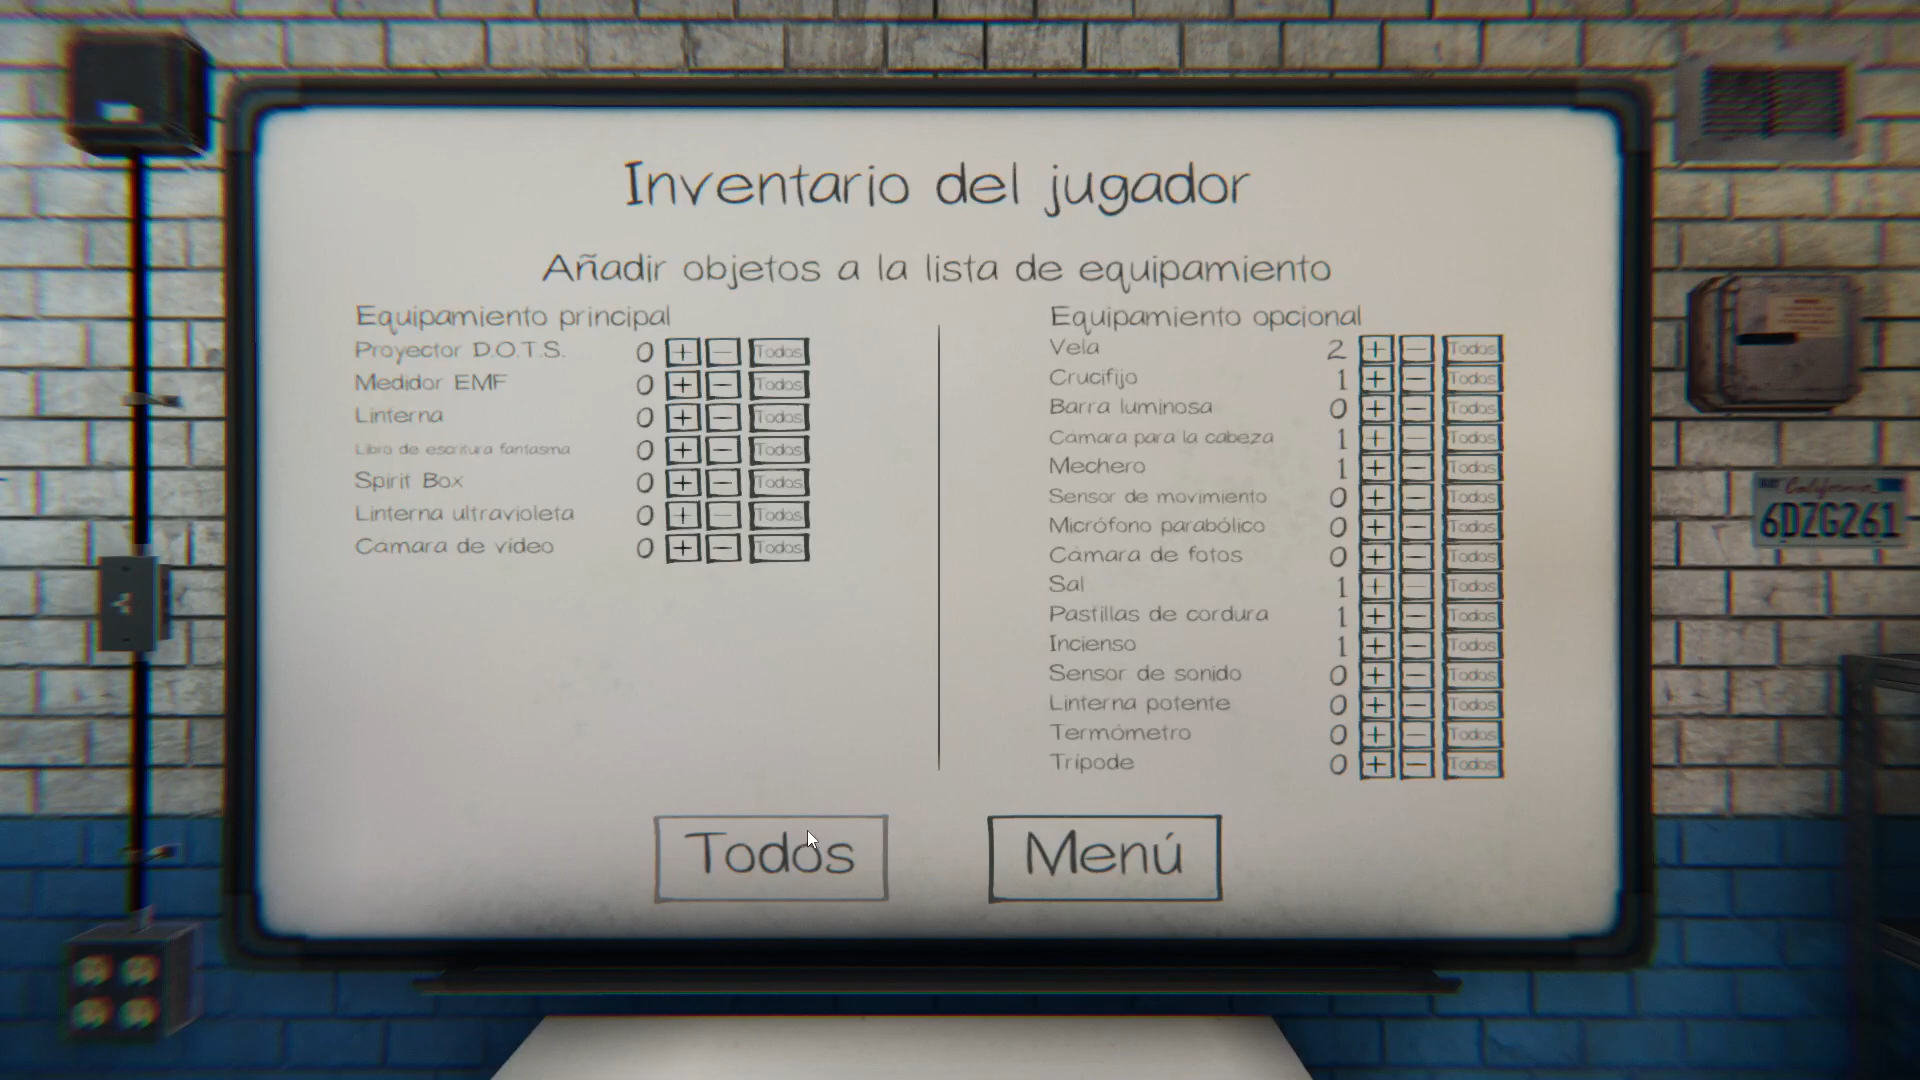 Inventario del jugador
Añadir objetos a la lista de equipamiento
Equipamiento principal
Proyector D.O.T.S. 0 + - Todos
Medidor EMF 0 + - Todos
Linterna 0 + - Todos
Libro de escritura fantasma 0 + - Todos
Spirit Box 0 + - Todos
Linterna ultravioleta 0 + - Todos
Cámara de vídeo 0 + - Todos
Equipamiento opcional
Vela 2 + - Todos
Crucifijo 1 + - Todos
Barra luminosa 0 + - Todos
Cámara para la cabeza 1 + - Todos
Mechero 1 + - Todos
Sensor de movimiento 0 + - Todos
Micrófono parabólico 0 + - Todos
Cámara de fotos 0 + - Todos
Sal 1 + - Todos
Pastillas de cordura 1 + - Todos
Incienso 1 + - Todos
Sensor de sonido 0 + - Todos
Linterna potente 0 + - Todos
Termómetro 0 + - Todos
Trípode 0 + - Todos
Todos
Menú
California
6DZG261